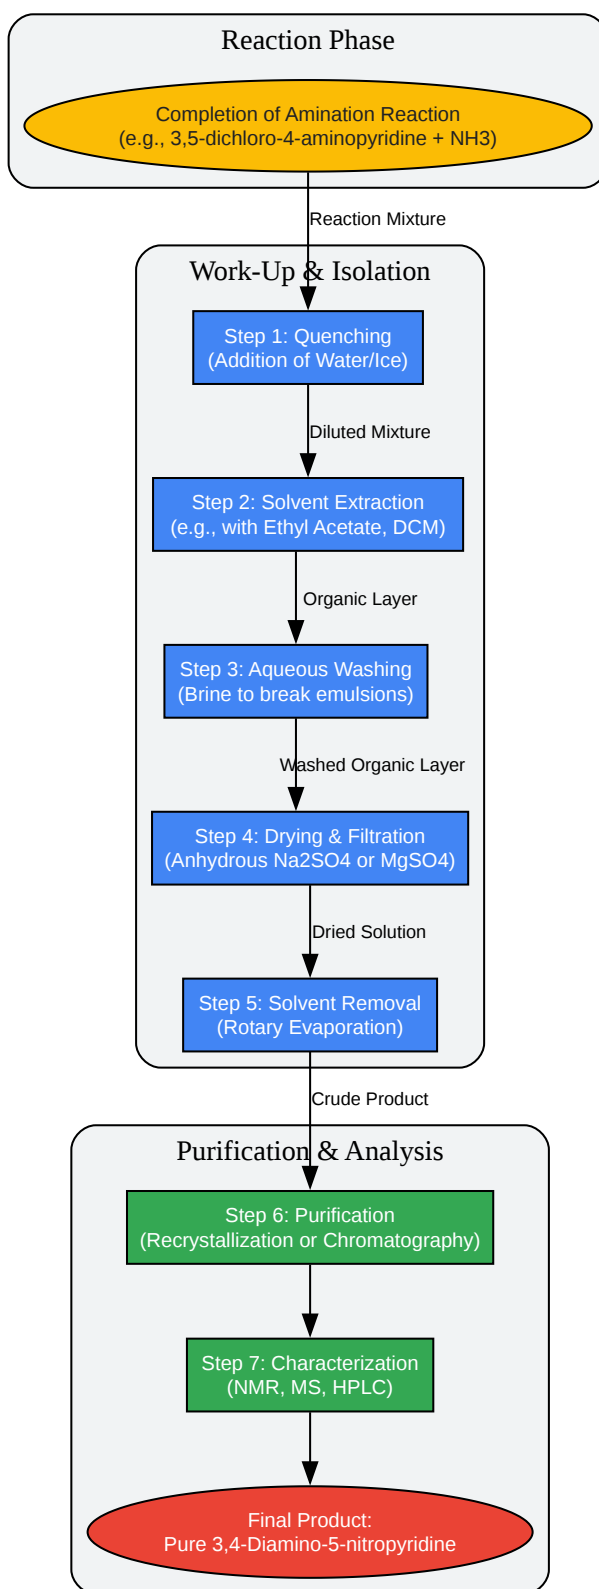 Reaction Phase
Completion of Amination Reaction
(e.g., 3,5-dichloro-4-aminopyridine + NH3)
Reaction Mixture
Work-Up & Isolation
Step 1: Quenching
(Addition of Water/Ice)
Diluted Mixture
Step 2: Solvent Extraction
(e.g., with Ethyl Acetate, DCM)
Organic Layer
Step 3: Aqueous Washing
(Brine to break emulsions)
Washed Organic Layer
Step 4: Drying & Filtration
(Anhydrous Na2SO4 or MgSO4)
Dried Solution
Step 5: Solvent Removal
(Rotary Evaporation)
Crude Product
Purification & Analysis
Step 6: Purification
(Recrystallization or Chromatography)
Step 7: Characterization
(NMR, MS, HPLC)
Final Product:
Pure 3,4-Diamino-5-nitropyridine